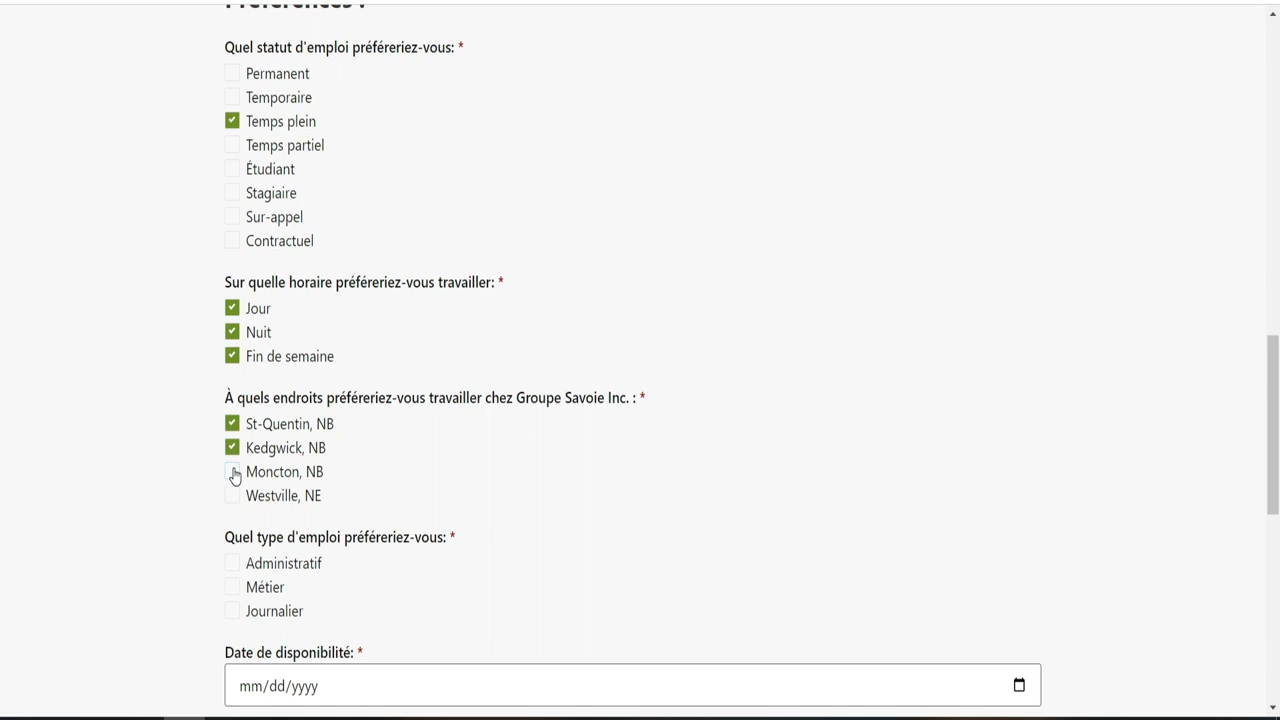 Préférences :
Quel statut d'emploi préféreriez-vous: *
Permanent
Temporaire
Temps plein
Temps partiel
Étudiant
Stagiaire
Sur-appel
Contractuel
Sur quelle horaire préféreriez-vous travailler: *
Jour
Nuit
Fin de semaine
À quels endroits préféreriez-vous travailler chez Groupe Savoie Inc. : *
St-Quentin, NB
Kedgwick, NB
Moncton, NB
Westville, NE
Quel type d'emploi préféreriez-vous: *
Administratif
Métier
Journalier
Date de disponibilité: *
mm/dd/yyyy